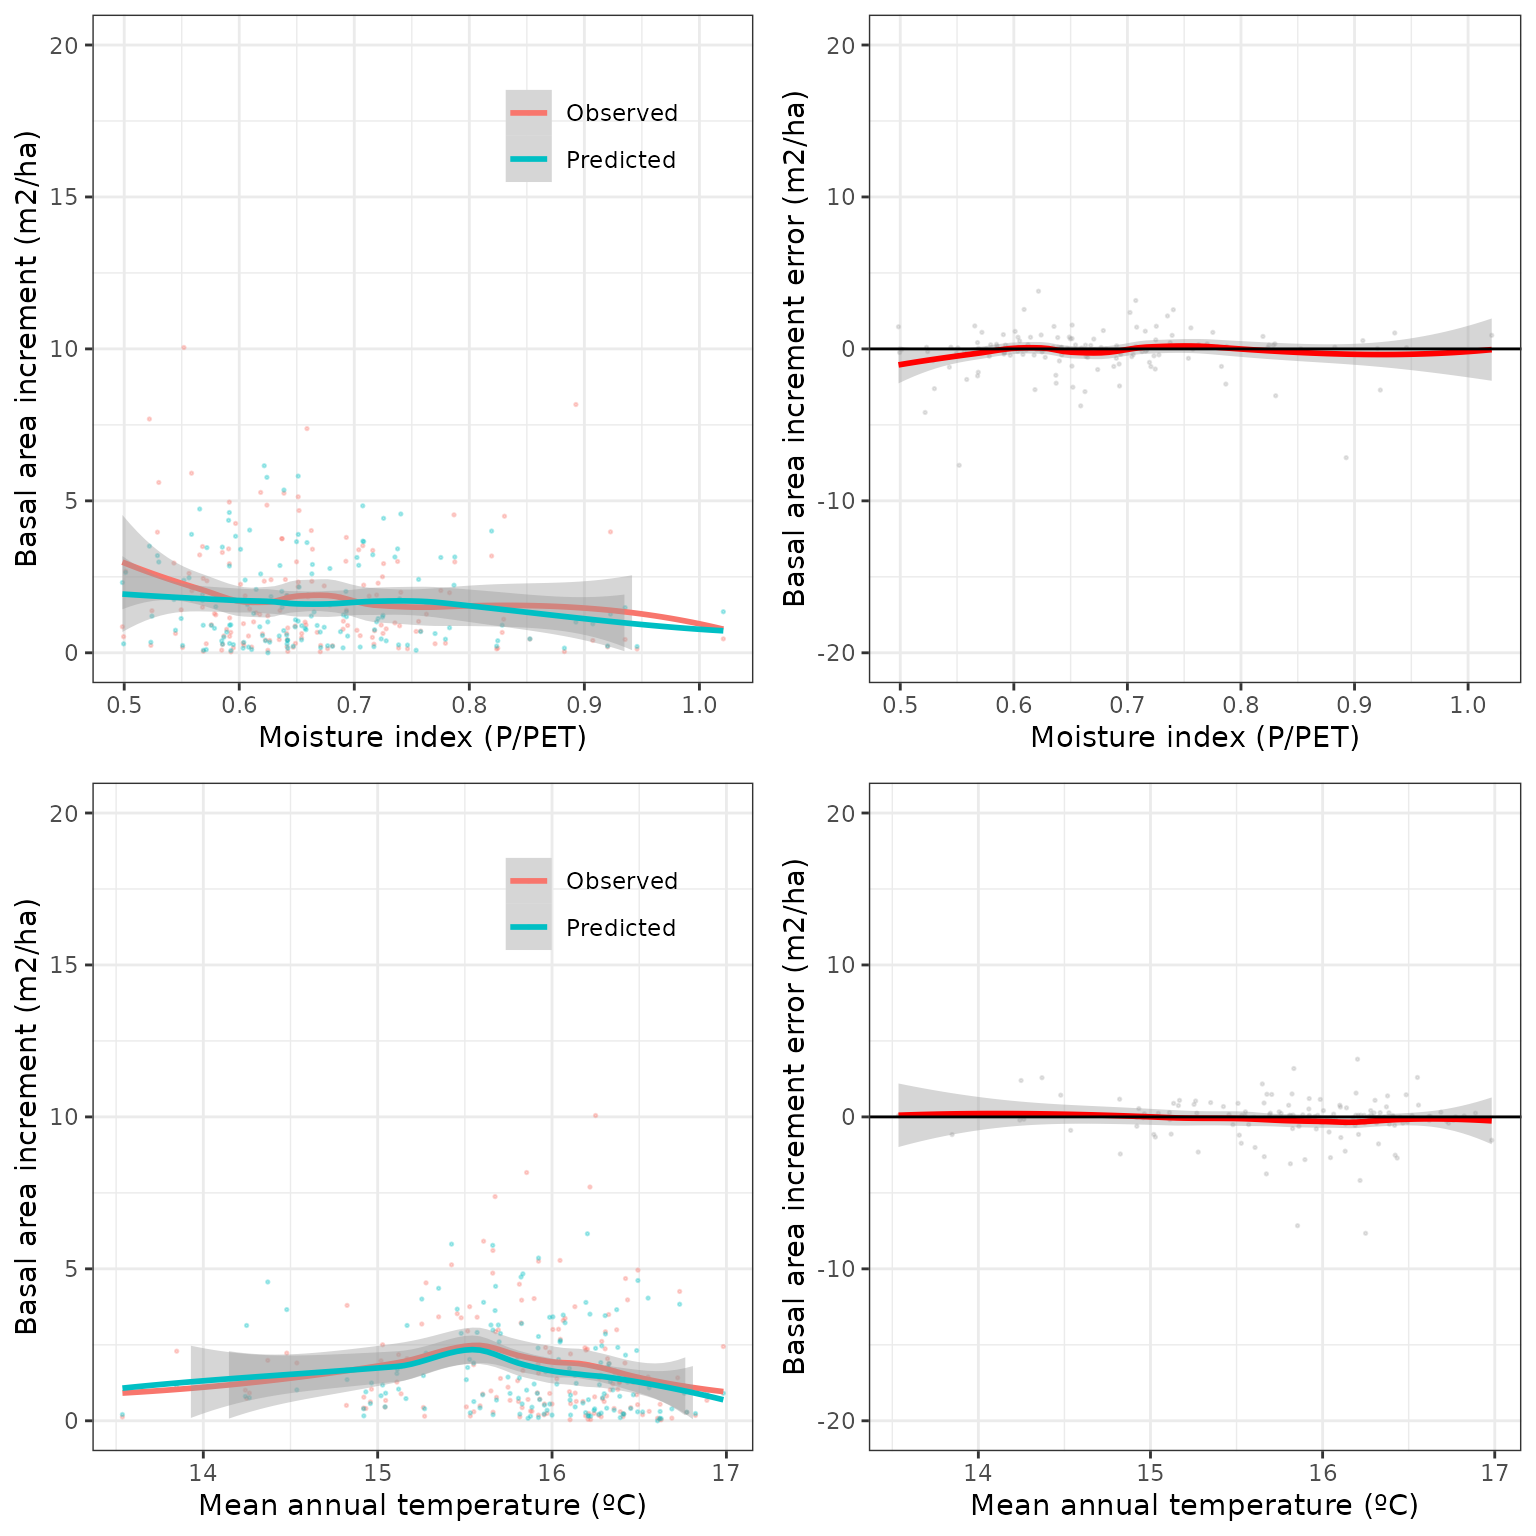 20
15
10
5
0
Basal area increment (m2/ha)
Observed
Predicted
0.5 0.6 0.7 0.8 0.9 1.0
Moisture index (P/PET)
20
10
0
-10
-20
Basal area increment error (m2/ha)
0.5 0.6 0.7 0.8 0.9 1.0
Moisture index (P/PET)
20
15
10
5
0
Basal area increment (m2/ha)
Observed
Predicted
14 15 16 17
Mean annual temperature (ºC)
20
10
0
-10
-20
Basal area increment error (m2/ha)
14 15 16 17
Mean annual temperature (ºC)